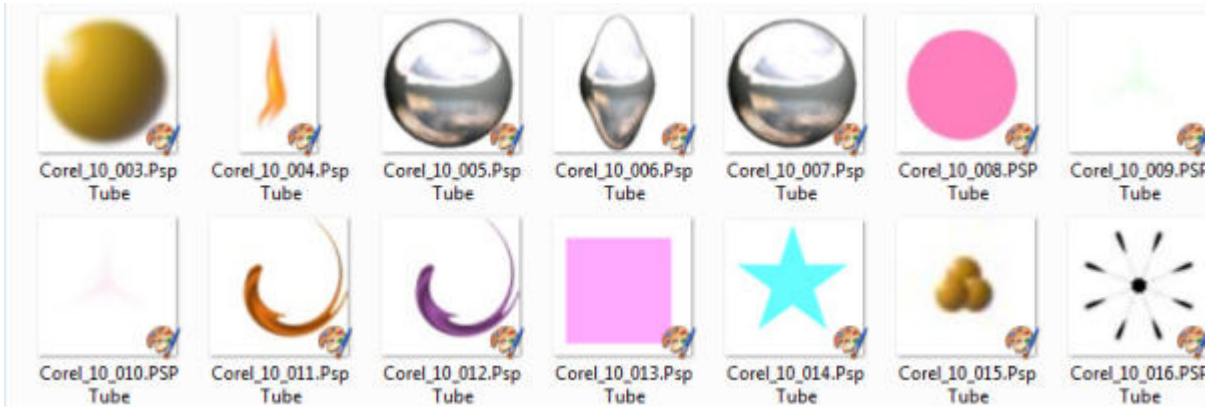 Corel_10_003.Psp Tube
Corel_10_004.Psp Tube
Corel_10_005.Psp Tube
Corel_10_006.Psp Tube
Corel_10_007.Psp Tube
Corel_10_008.PSP Tube
Corel_10_009.PSP Tube
Corel_10_010.PSP Tube
Corel_10_011.Psp Tube
Corel_10_012.Psp Tube
Corel_10_013.Psp Tube
Corel_10_014.Psp Tube
Corel_10_015.Psp Tube
Corel_10_016.PSP Tube